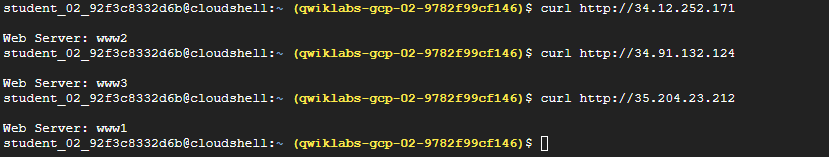 student_02_92f3c8332d6b@cloudshell:~ (qwiklabs-gcp-02-9782f99cf146)$ curl http://34.12.252.171
Web Server: www2
student_02_92f3c8332d6b@cloudshell:~ (qwiklabs-gcp-02-9782f99cf146)$ curl http://34.91.132.124
Web Server: www3
student_02_92f3c8332d6b@cloudshell:~ (qwiklabs-gcp-02-9782f99cf146)$ curl http://35.204.23.212
Web Server: www1
student_02_92f3c8332d6b@cloudshell:~ (qwiklabs-gcp-02-9782f99cf146)$